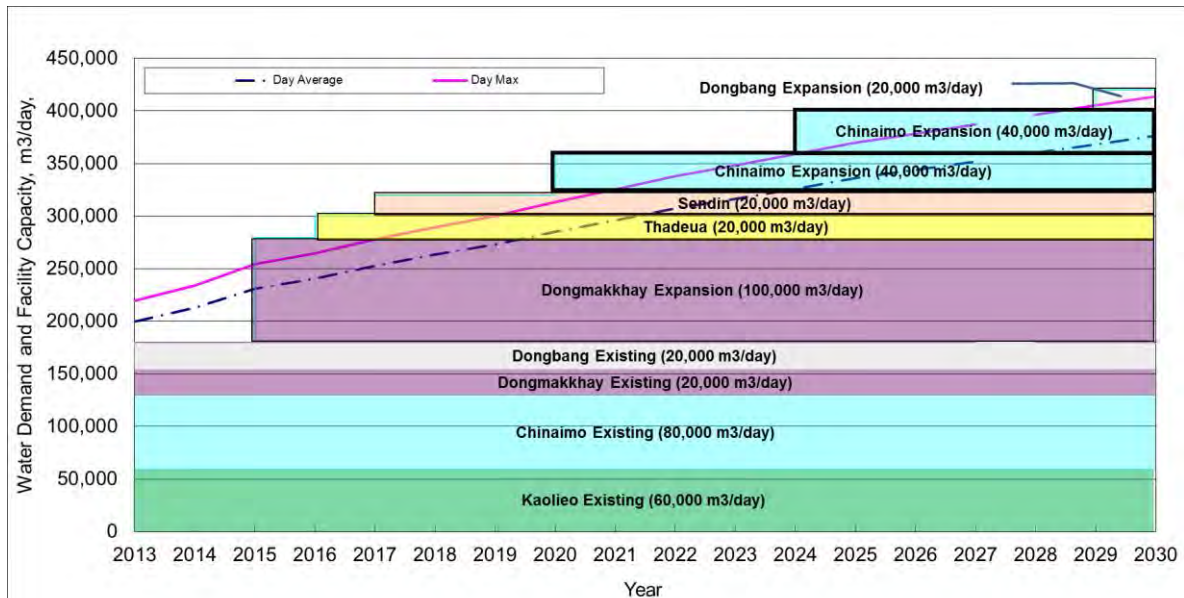 Water Demand and Facility Capacity, m3/day,
450,000
400,000
350,000
300,000
250,000
200,000
150,000
100,000
50,000
0
Day Average
Day Max
Dongbang Expansion (20,000 m3/day)
Chinaimo Expansion (40,000 m3/day)
Chinaimo Expansion (40,000 m3/day)
Sendin (20,000 m3/day)
Thadeua (20,000 m3/day)
Dongmakkhay Expansion (100,000 m3/day)
Dongbang Existing (20,000 m3/day)
Dongmakkhay Existing (20,000 m3/day)
Chinaimo Existing (80,000 m3/day)
Kaolieo Existing (60,000 m3/day)
2013 2014 2015 2016 2017 2018 2019 2020 2021 2022 2023 2024 2025 2026 2027 2028 2029 2030
Year